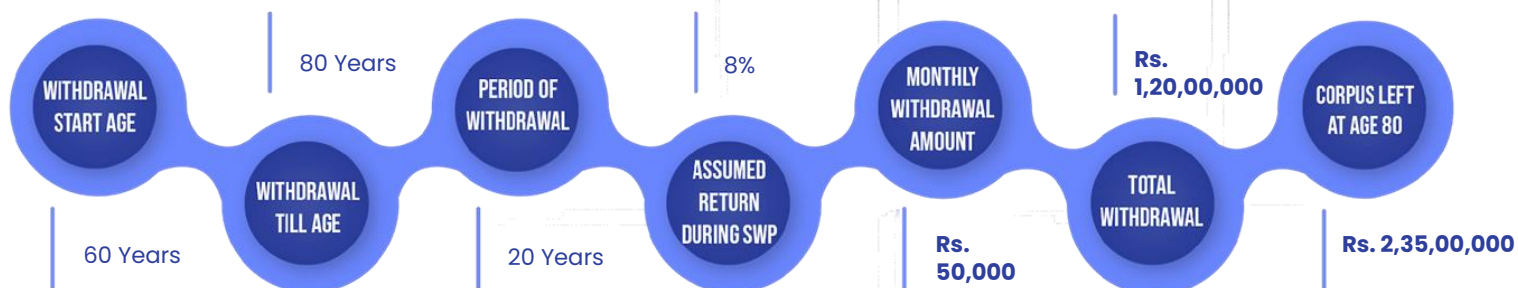 WITHDRAWAL
START AGE
60 Years
80 Years
WITHDRAWAL
TILL AGE
PERIOD OF
WITHDRAWAL
20 Years
8%
ASSUMED
RETURN
DURING SWP
MONTHLY
WITHDRAWAL
AMOUNT
Rs.
50,000
Rs.
1,20,00,000
TOTAL
WITHDRAWAL
CORPUS LEFT
AT AGE 80
Rs. 2,35,00,000